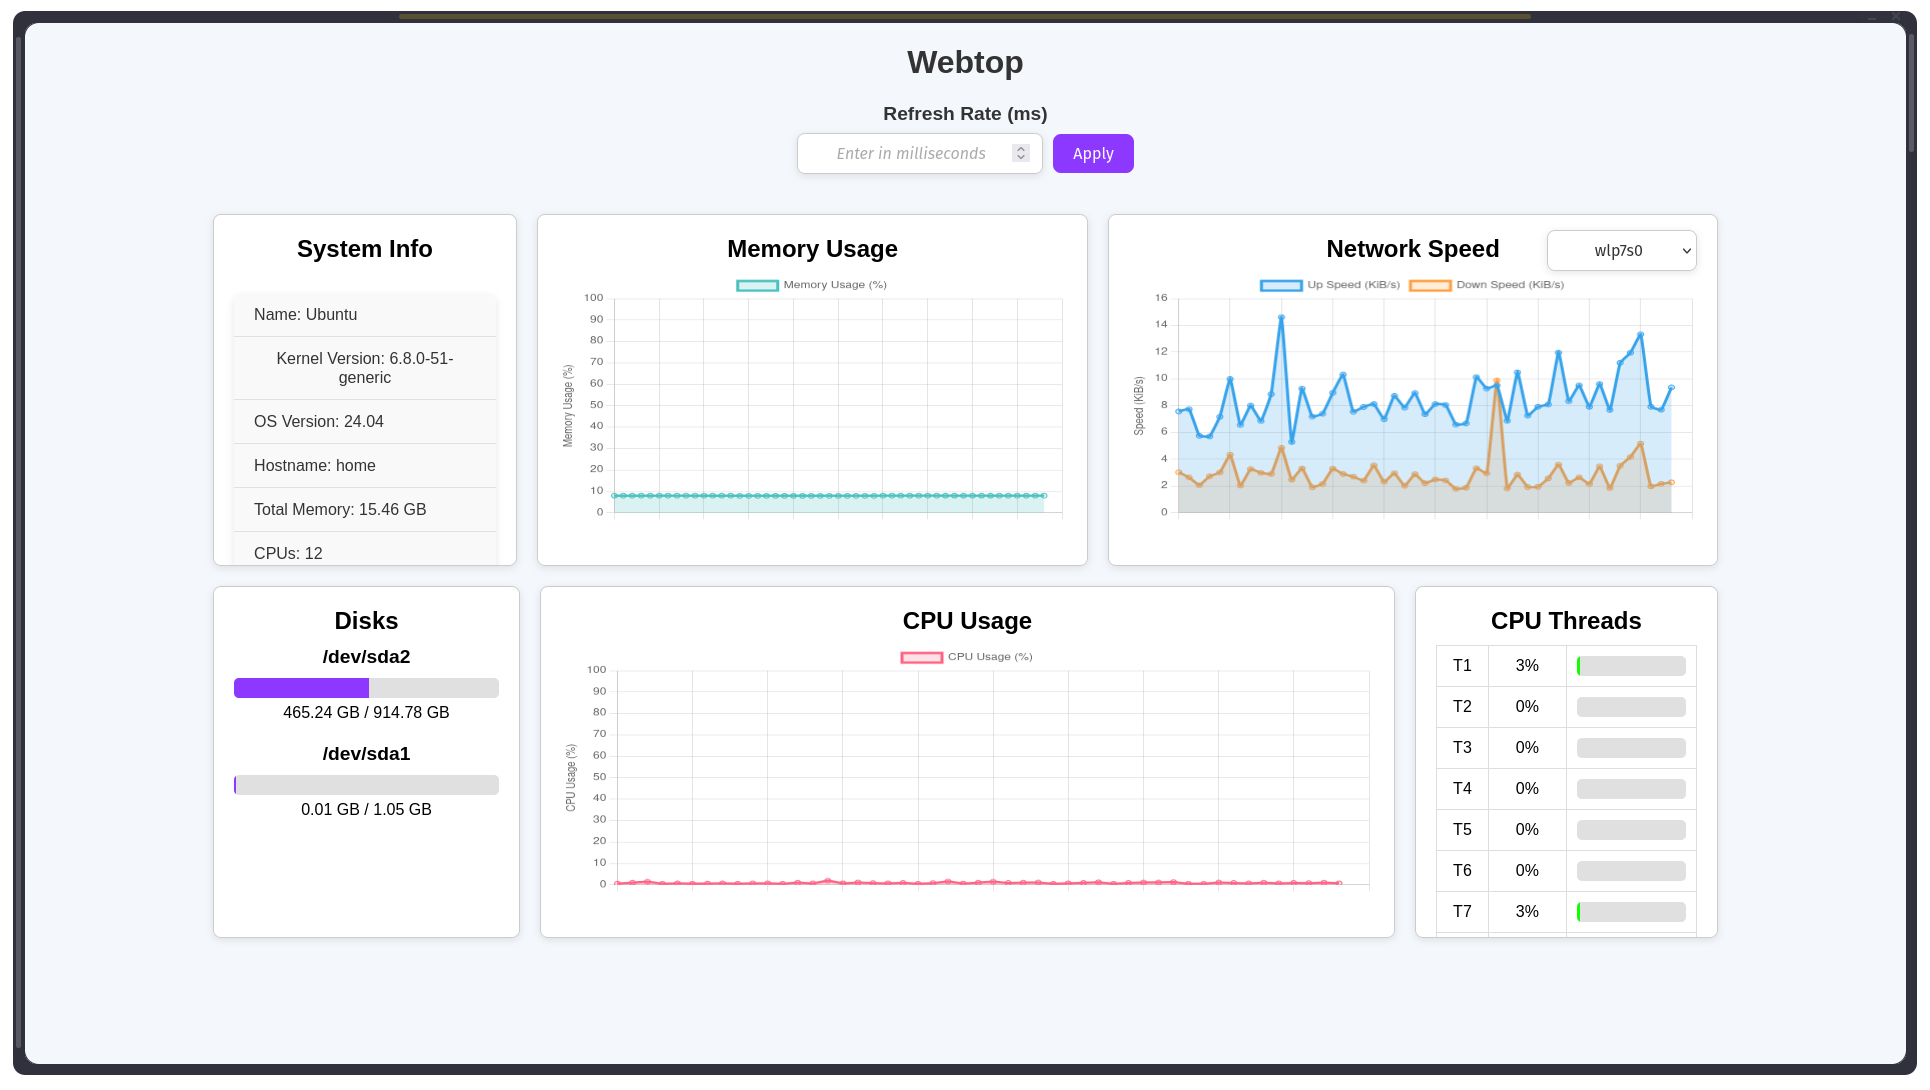 Webtop
Refresh Rate (ms)
Enter in milliseconds
Apply
System Info
Name: Ubuntu
Kernel Version: 6.8.0-51-
generic
OS Version: 24.04
Hostname: home
Total Memory: 15.46 GB
CPUs: 12
Memory Usage
Memory Usage (%)
100
90
80
70
60
50
40
30
20
10
0
Memory Usage (%)
Network Speed
wlp7s0
Up Speed (KiB/s) Down Speed (KiB/s)
16
14
12
10
8
6
4
2
0
Speed (KiB/s)
Disks
/dev/sda2
465.24 GB / 914.78 GB
/dev/sda1
0.01 GB / 1.05 GB
CPU Usage
CPU Usage (%)
100
90
80
70
60
50
40
30
20
10
0
CPU Usage (%)
CPU Threads
T1 3%
T2 0%
T3 0%
T4 0%
T5 0%
T6 0%
T7 3%